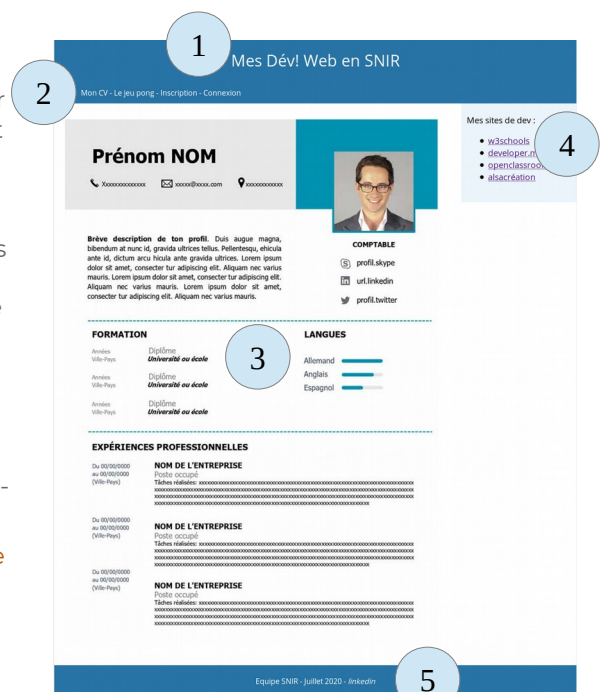 1
Mes Dév! Web en SNIR
2
Mon CV - Le jeu pong - Inscription - Connexion
Mes sites de dev :
w3schools
4
openclassroo
alsacréation
Prénom NOM
Xxxxxxxxxxxxx
xxxxx@xxxx.com
Xxxxxxxxxxxx
Brève description de ton profil. Duis augue magna,
bibendum at nunc id, gravida ultrices tellus. Pellentesqu, ehicula
ante id, dictum arcu hicula ante gravida ultrices. Lorem ipsum
dolor sit amet, consecter tur adipiscing elit. Aliquam nec varius
mauris. Lorem ipsum dolor sit amet, consecter tur adipiscing elit.
Aliquam nec varius mauris. Lorem ipsum dolor sit amet,
consecter tur adipiscing elit. Aliquam nec varius mauris.
COMPTABLE
profil.skype
url.linkedin
profil.twitter
FORMATION
Années
Ville-Pays
Diplôme
Université ou école
Années
Ville-Pays
Diplôme
Université ou école
Années
Ville-Pays
Diplôme
Université ou école
3
LANGUES
Allemand
Anglais
Espagnol
EXPÉRIENCES PROFESSIONNELLES
Du 00/00/0000
au 00/00/0000
(Ville-Pays)
NOM DE L'ENTREPRISE
Poste occupé
Tâches réalisées:
Du 00/00/0000
au 00/00/0000
(Ville-Pays)
NOM DE L'ENTREPRISE
Poste occupé
Tâches réalisées:
Du 00/00/0000
au 00/00/0000
(Ville-Pays)
NOM DE L'ENTREPRISE
Poste occupé
Tâches réalisées:
Equipe SNIR - Juillet 2020 - linkedin
5